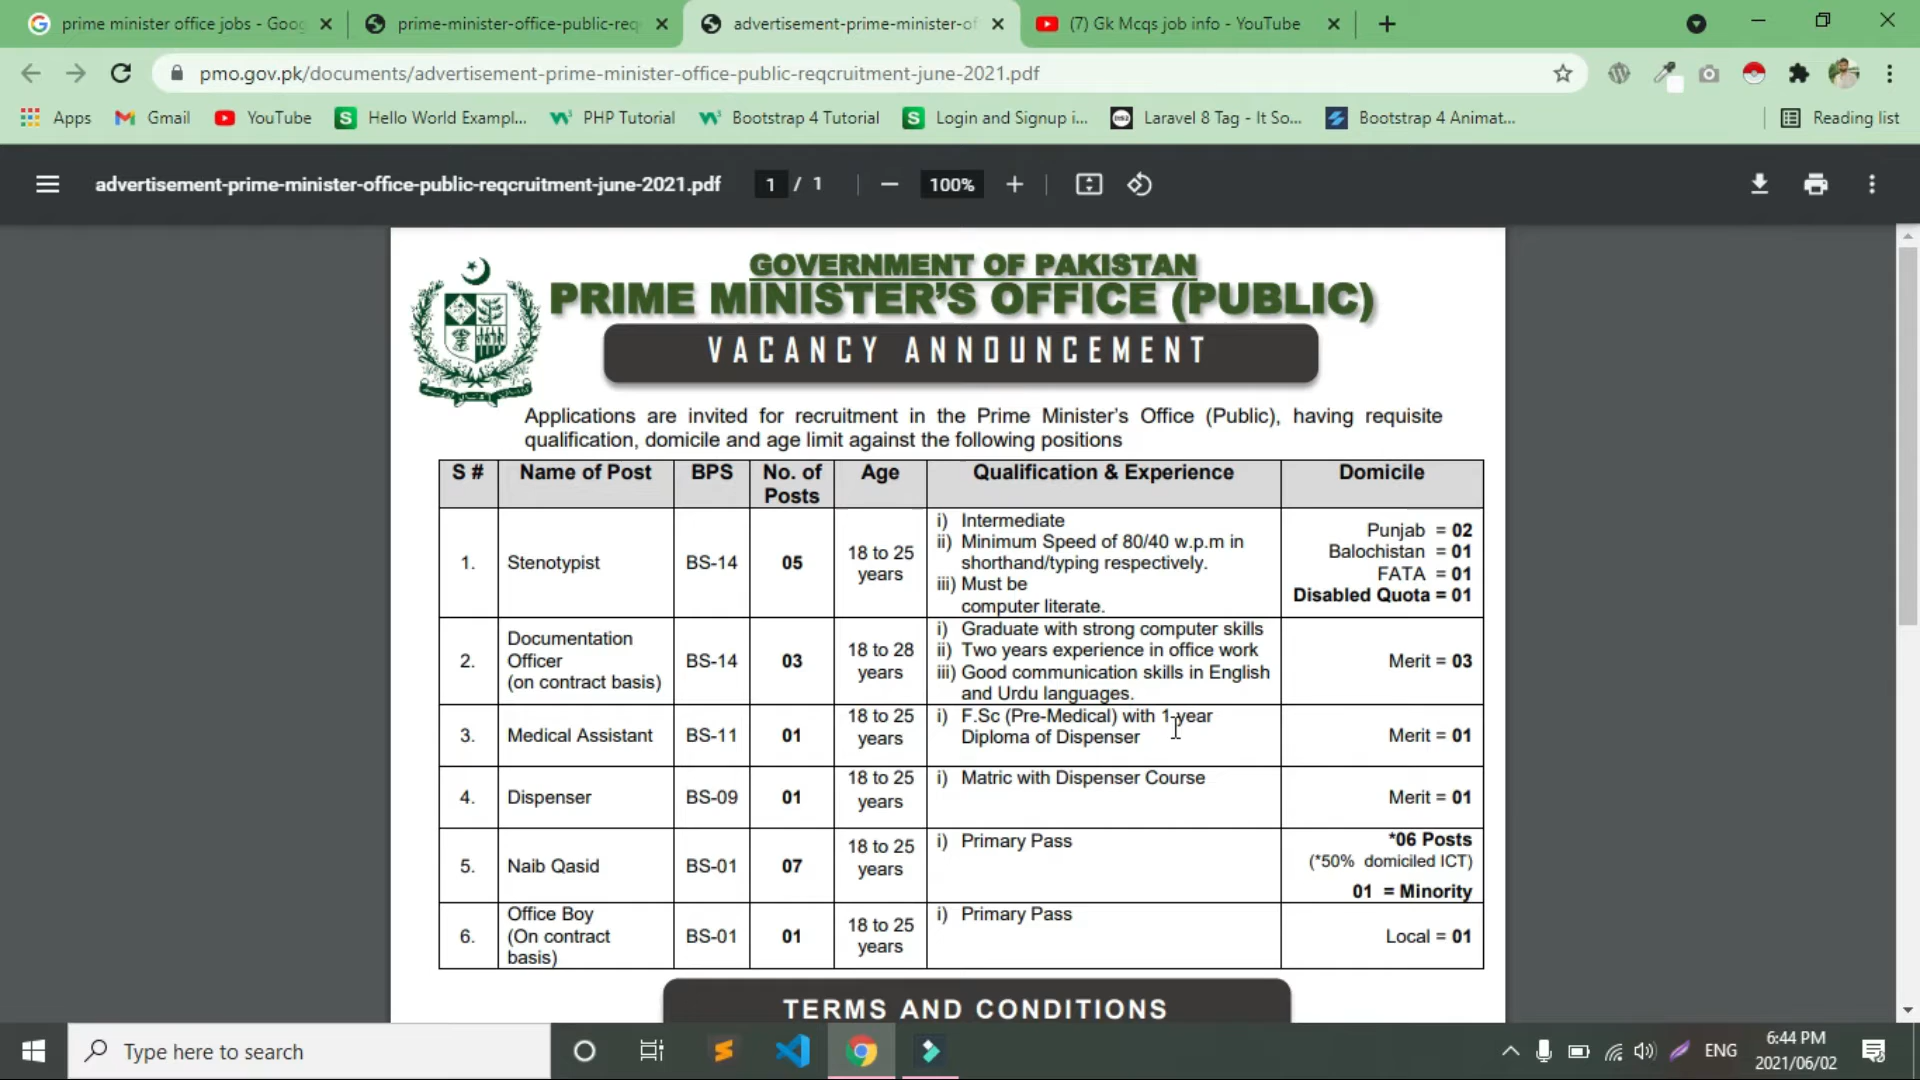 prime minister office jobs - Goog
prime-minister-office-public-req
advertisement-prime-minister-of
(7) Gk Mcqs job info - YouTube
pmo.gov.pk/documents/advertisement-prime-minister-office-public-reqcruitment-june-2021.pdf
Apps
Gmail
YouTube
Hello World Exampl...
PHP Tutorial
Bootstrap 4 Tutorial
Login and Signup i...
Laravel 8 Tag - It So...
Bootstrap 4 Animat...
Reading list
advertisement-prime-minister-office-public-reqcruitment-june-2021.pdf
1 / 1
100%
GOVERNMENT OF PAKISTAN
PRIME MINISTER'S OFFICE (PUBLIC)
VACANCY ANNOUNCEMENT
Applications are invited for recruitment in the Prime Minister's Office (Public), having requisite
qualification, domicile and age limit against the following positions
S # Name of Post BPS No. of Posts Age Qualification & Experience Domicile
1. Stenotypist BS-14 05 18 to 25 years
i) Intermediate
ii) Minimum Speed of 80/40 w.p.m in
shorthand/typing respectively.
iii) Must be
computer literate.
Punjab = 02
Balochistan = 01
FATA = 01
Disabled Quota = 01
2. Documentation Officer (on contract basis) BS-14 03 18 to 28 years
i) Graduate with strong computer skills
ii) Two years experience in office work
iii) Good communication skills in English
and Urdu languages.
Merit = 03
3. Medical Assistant BS-11 01 18 to 25 years
i) F.Sc (Pre-Medical) with 1-year
Diploma of Dispenser
Merit = 01
4. Dispenser BS-09 01 18 to 25 years
i) Matric with Dispenser Course
Merit = 01
5. Naib Qasid BS-01 07 18 to 25 years
i) Primary Pass
*06 Posts
(*50% domiciled ICT)
01 = Minority
6. Office Boy (On contract basis) BS-01 01 18 to 25 years
i) Primary Pass
Local = 01
TERMS AND CONDITIONS
Type here to search
ENG
6:44 PM
2021/06/02